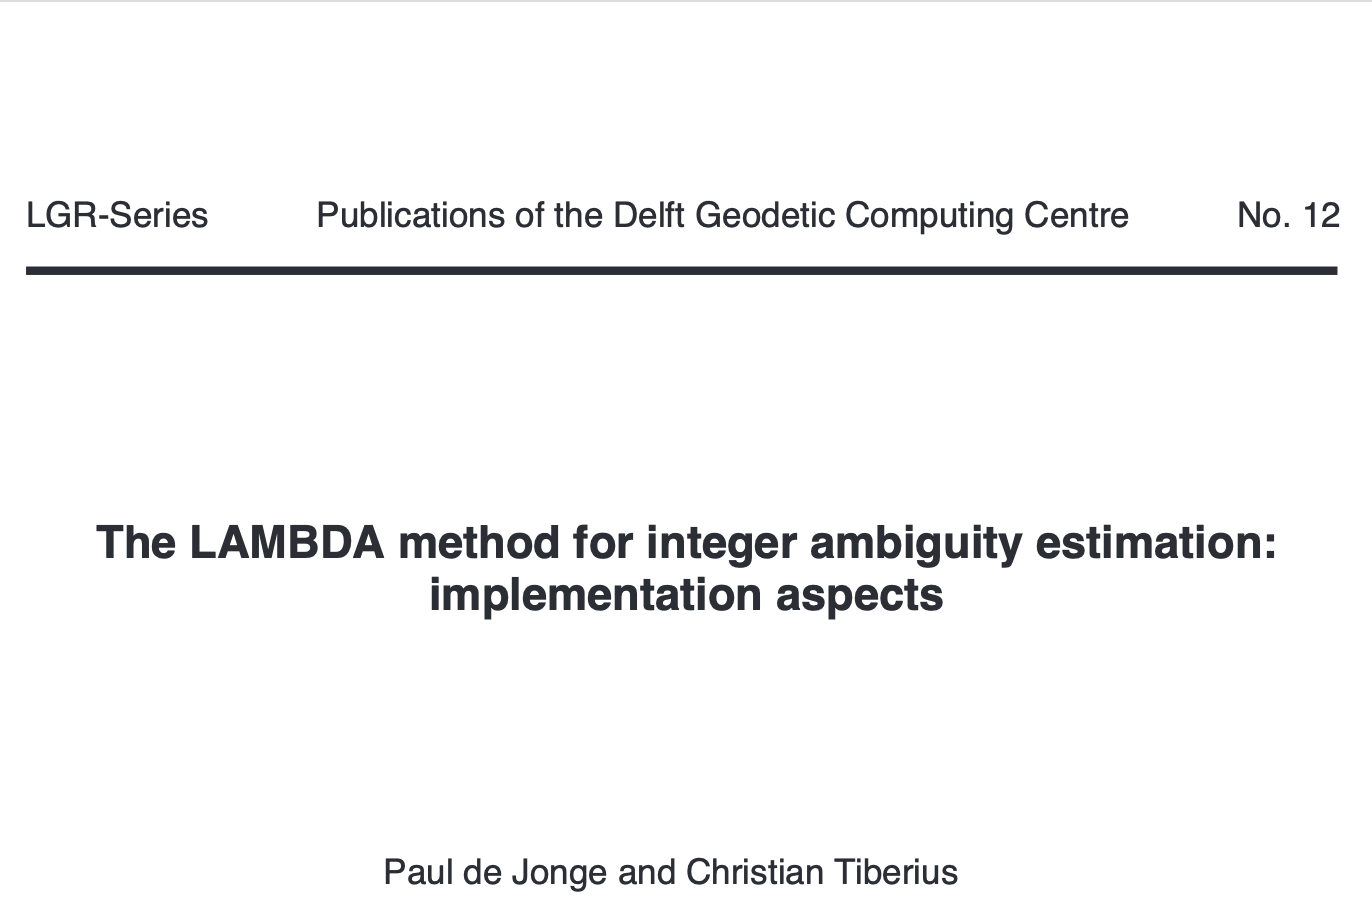 LGR-Series Publications of the Delft Geodetic Computing Centre No. 12
The LAMBDA method for integer ambiguity estimation:
implementation aspects
Paul de Jonge and Christian Tiberius